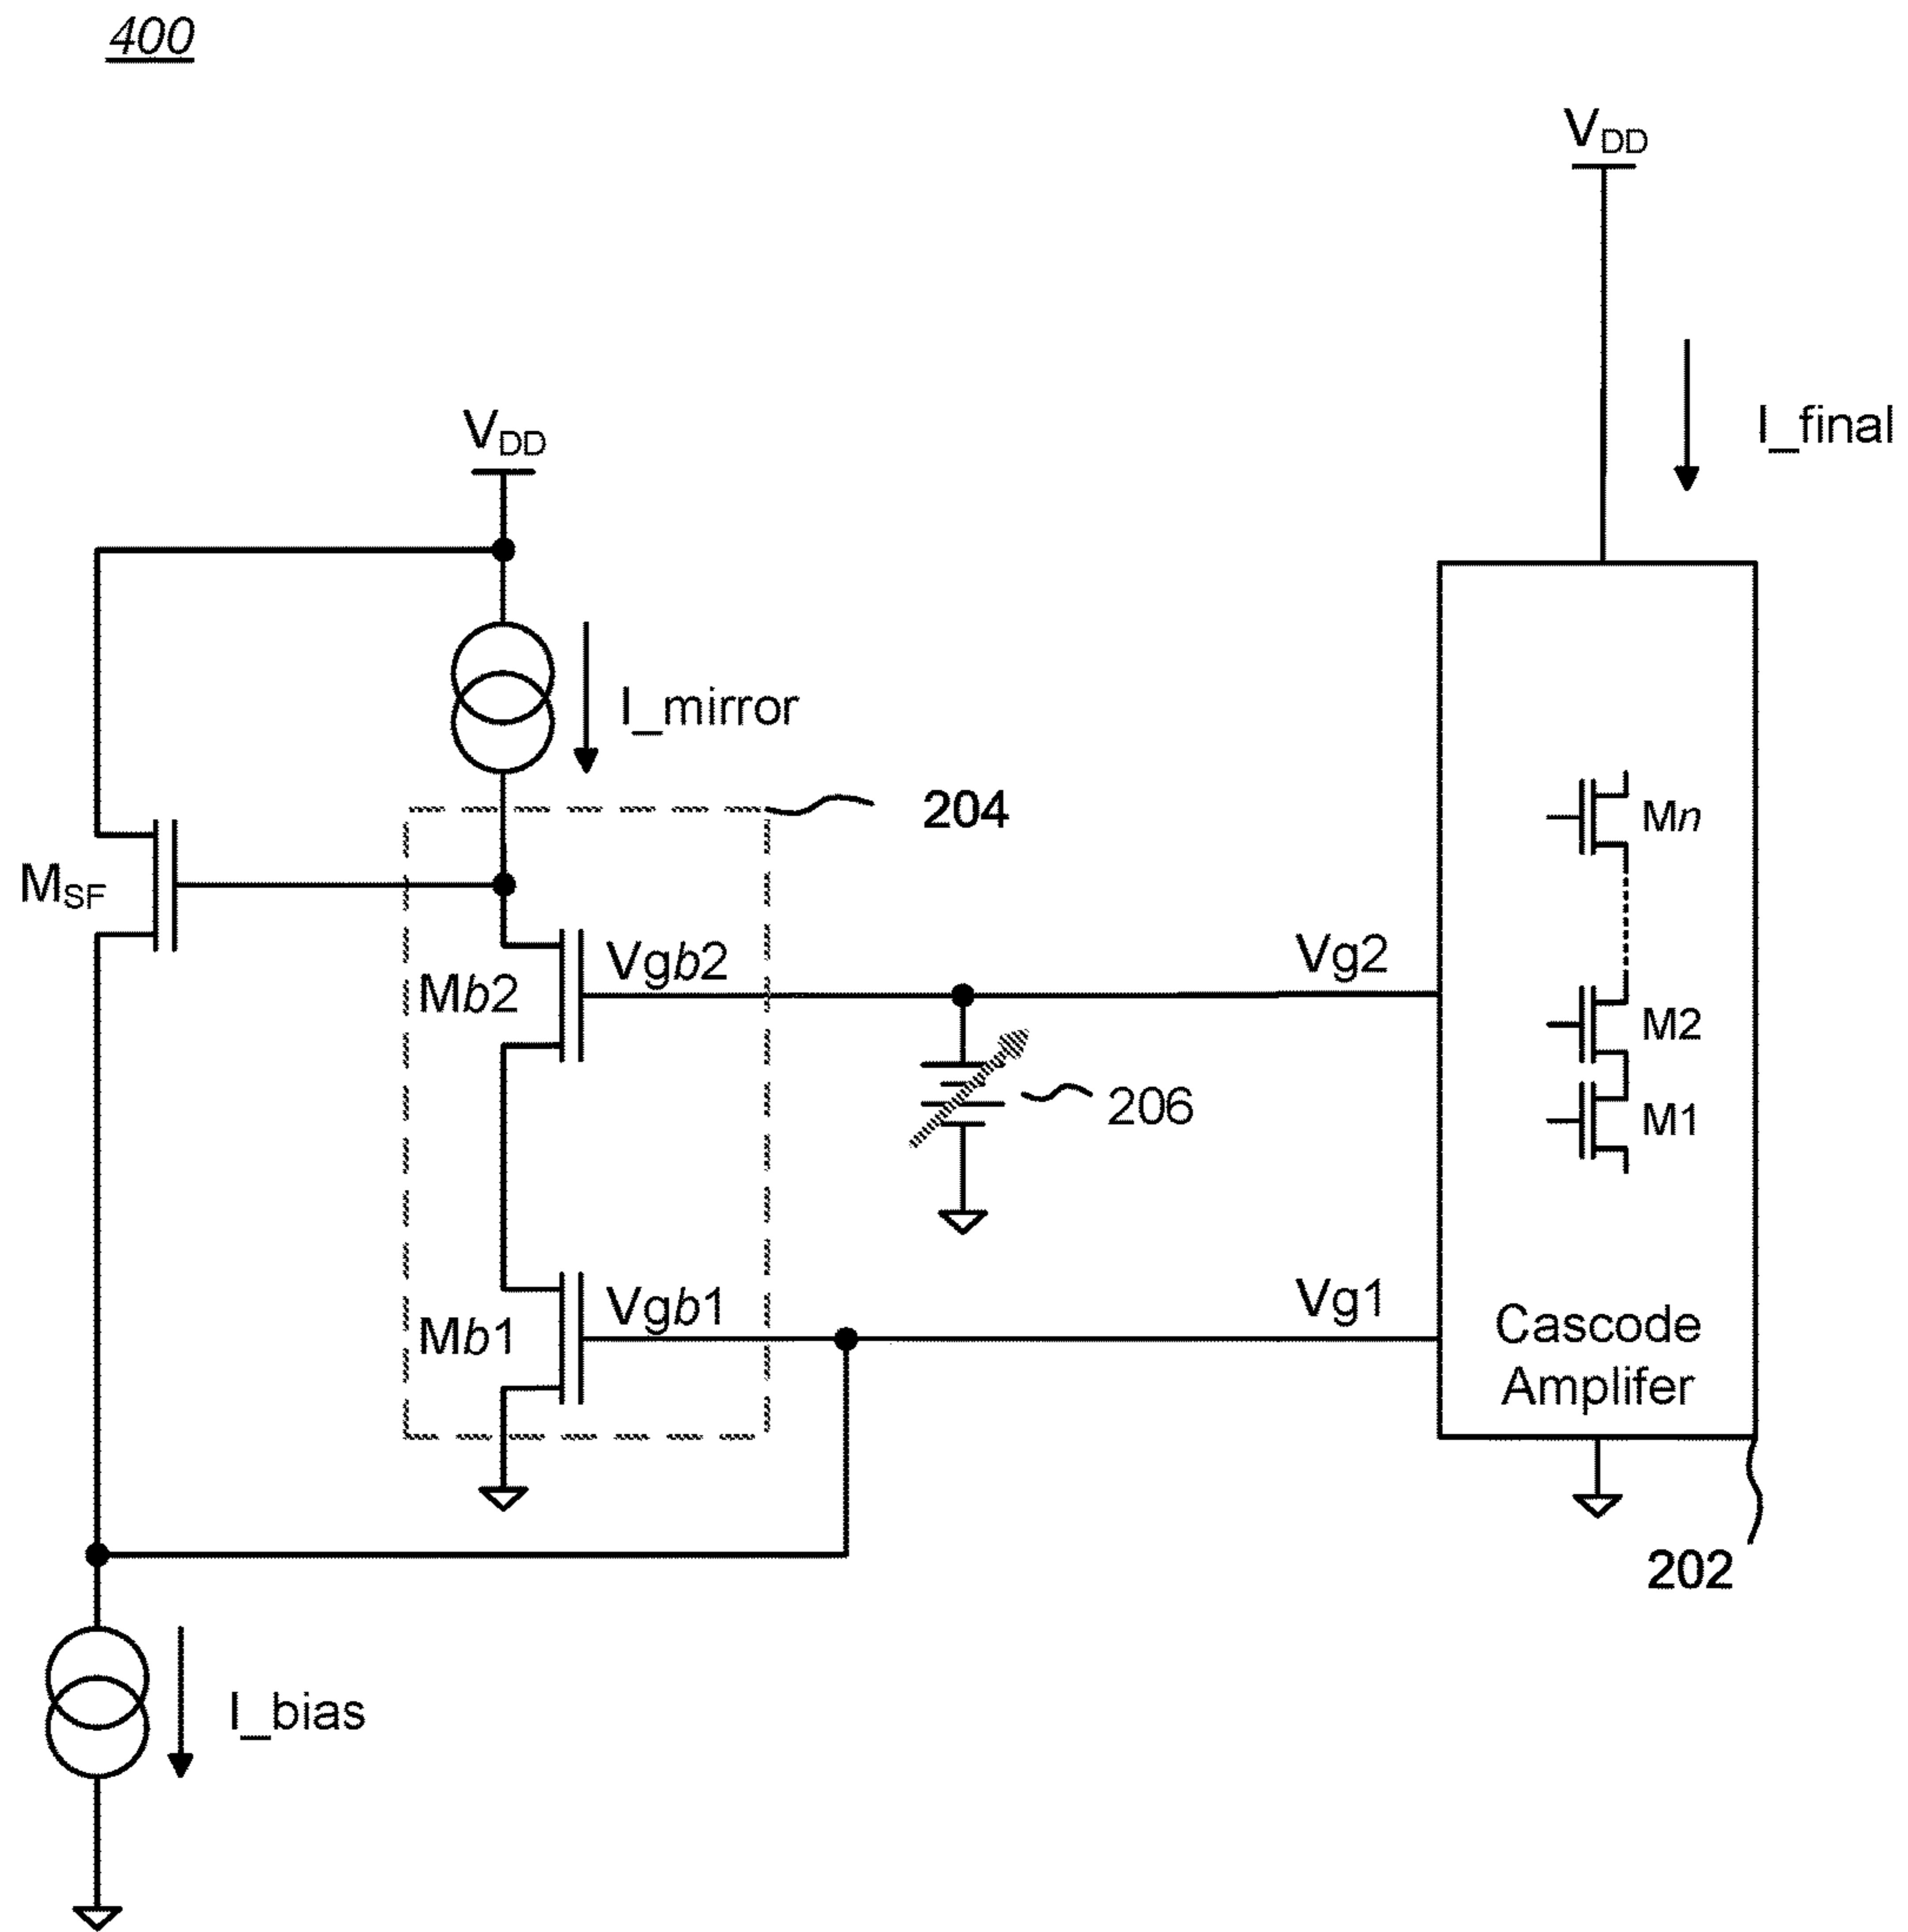 400
VDD
I_final
VDD
I_mirror
204
Mn
MSF
Vgb2
Vg2
Mb2
M2
206
M1
Vgb1
Vg1
Mb1
Cascode
Amplifer
202
I_bias